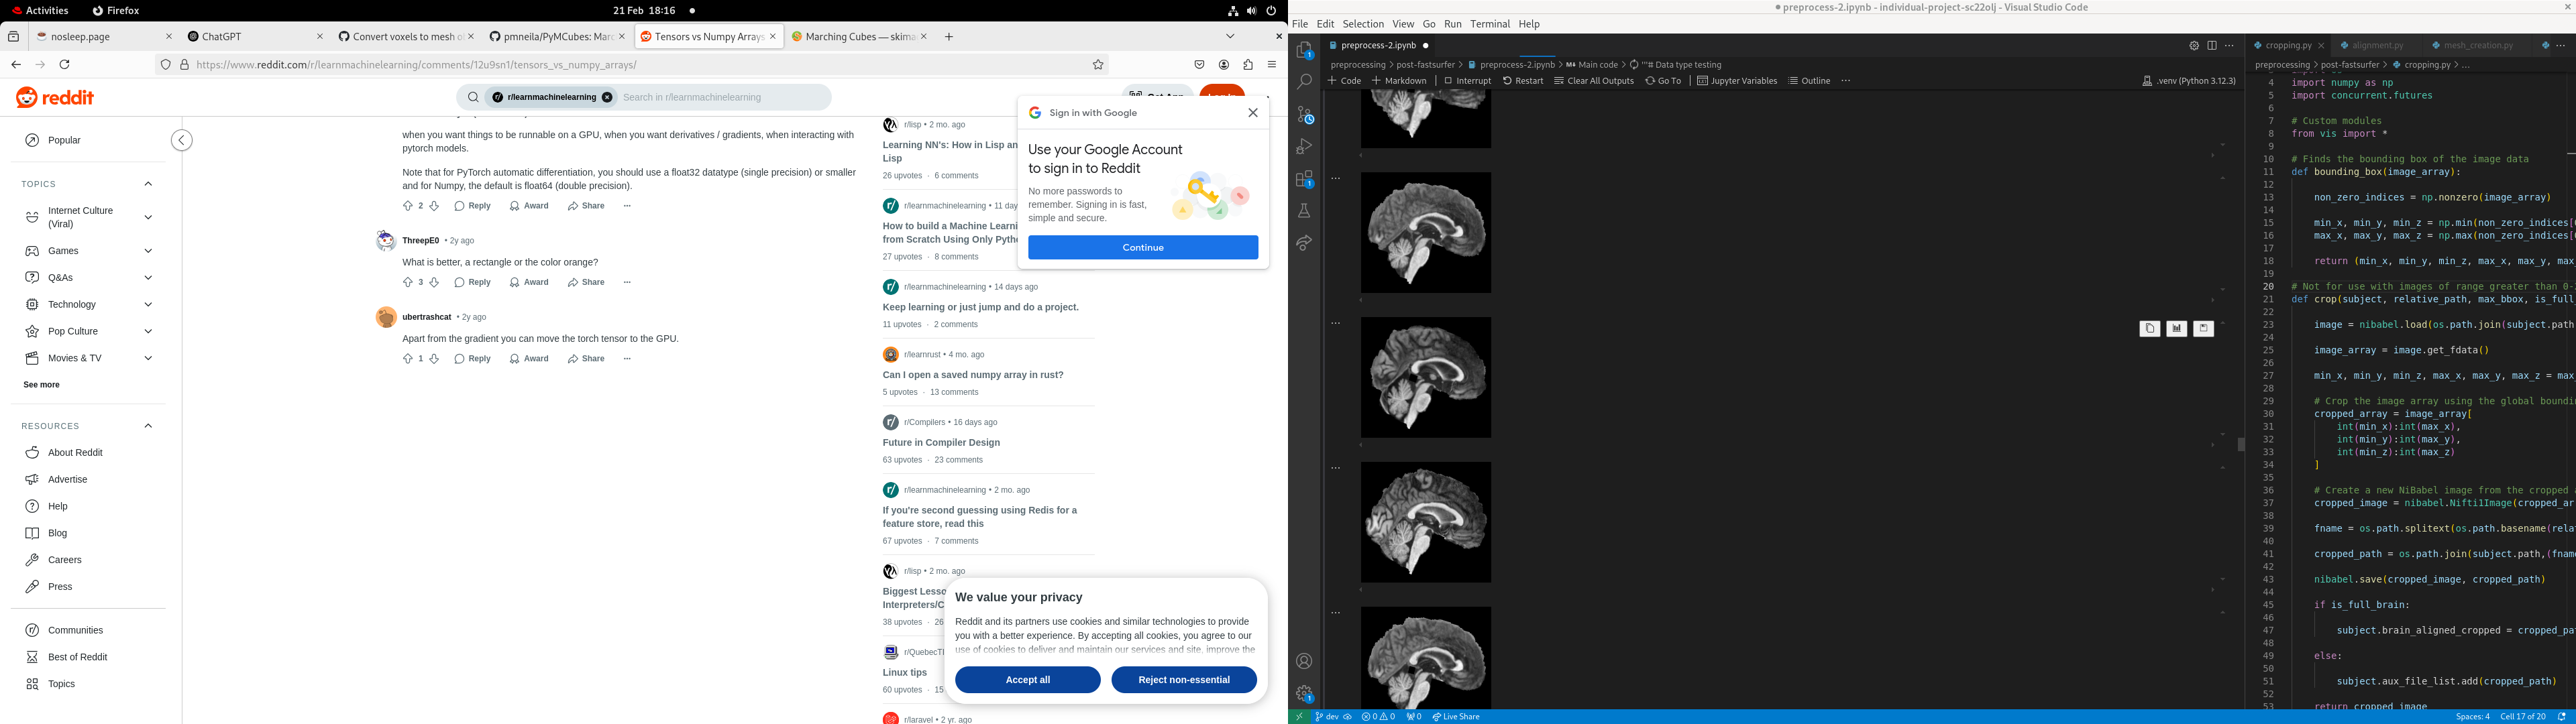 Activities
Firefox
21 Feb 18:16
nosleep.page
ChatGPT
Convert voxels to mesh
pmneila/PyMCubes: Marc
Tensors vs Numpy Arrays
Marching Cubes — skima
https://www.reddit.com/r/learnmachinelearning/comments/12u9sn1/tensors_vs_numpy_arrays/
reddit
r/learnmachinelearning
Search in r/learnmachinelearning
Popular
TOPICS
Internet Culture
(Viral)
Games
Q&As
Technology
Pop Culture
Movies & TV
See more
RESOURCES
About Reddit
Advertise
Help
Blog
Careers
Press
Communities
Best of Reddit
Topics
when you want things to be runnable on a GPU, when you want derivatives / gradients, when interacting with
pytorch models.
Note that for PyTorch automatic differentiation, you should use a float32 datatype (single precision) or smaller
and for Numpy, the default is float64 (double precision).
2 Reply Award Share
ThreepE0 • 2y ago
What is better, a rectangle or the color orange?
3 Reply Award Share
ubertrashcat • 2y ago
Apart from the gradient you can move the torch tensor to the GPU.
1 Reply Award Share
r/lisp • 2 mo. ago
Learning NN's: How in Lisp an
Lisp
26 upvotes · 6 comments
r/learnmachinelearning • 11 day
How to build a Machine Learni
from Scratch Using Only Pyth
27 upvotes · 8 comments
r/learnmachinelearning • 14 days ago
Keep learning or just jump and do a project.
11 upvotes · 2 comments
r/learnrust • 4 mo. ago
Can I open a saved numpy array in rust?
5 upvotes · 13 comments
r/Compilers • 16 days ago
Future in Compiler Design
63 upvotes · 23 comments
r/learnmachinelearning • 2 mo. ago
If you're second guessing using Redis for a
feature store, read this
67 upvotes · 7 comments
r/lisp • 2 mo. ago
Biggest Lesso
Interpreters/C
38 upvotes · 26
r/QuebecTI
Linux tips
60 upvotes · 15
r/laravel • 2 yr. ago
Sign in with Google
Use your Google Account
to sign in to Reddit
No more passwords to
remember. Signing in is fast,
simple and secure.
Continue
We value your privacy
Reddit and its partners use cookies and similar technologies to provide
you with a better experience. By accepting all cookies, you agree to our
use of cookies to deliver and maintain our services and site, improve the
Accept all
Reject non-essential
preprocess-2.ipynb - individual-project-sc22olj - Visual Studio Code
File Edit Selection View Go Run Terminal Help
preprocess-2.ipynb
preprocessing > post-fastsurfer > preprocess-2.ipynb > Main code > """# Data type testing
+ Code + Markdown Interrupt Restart Clear All Outputs Go To Jupyter Variables Outline
.venv (Python 3.12.3)
cropping.py
alignment.py
mesh_creation.py
preprocessing > post-fastsurfer > cropping.py > ...
4 import numpy as np
5 import concurrent.futures
6
7 # Custom modules
8 from vis import *
9
10 # Finds the bounding box of the image data
11 def bounding_box(image_array):
12
13 non_zero_indices = np.nonzero(image_array)
14
15 min_x, min_y, min_z = np.min(non_zero_indices[
16 max_x, max_y, max_z = np.max(non_zero_indices[
17
18 return (min_x, min_y, min_z, max_x, max_y, max_
19
20 # Not for use with images of range greater than 0-
21 def crop(subject, relative_path, max_bbox, is_full_
22
23 image = nibabel.load(os.path.join(subject.path,
24
25 image_array = image.get_fdata()
26
27 min_x, min_y, min_z, max_x, max_y, max_z = max_
28
29 # Crop the image array using the global boundin
30 cropped_array = image_array[
31 int(min_x):int(max_x),
32 int(min_y):int(max_y),
33 int(min_z):int(max_z)
34 ]
35
36 # Create a new NiBabel image from the cropped
37 cropped_image = nibabel.Nifti1Image(cropped_ar
38
39 fname = os.path.splitext(os.path.basename(rela
40
41 cropped_path = os.path.join(subject.path,(fnam
42
43 nibabel.save(cropped_image, cropped_path)
44
45 if is_full_brain:
46
47 subject.brain_aligned_cropped = cropped_pa
48
49 else:
50
51 subject.aux_file_list.add(cropped_path)
52
53 return cropped_image
dev 0 0 0 Live Share
Spaces: 4 Cell 17 of 20